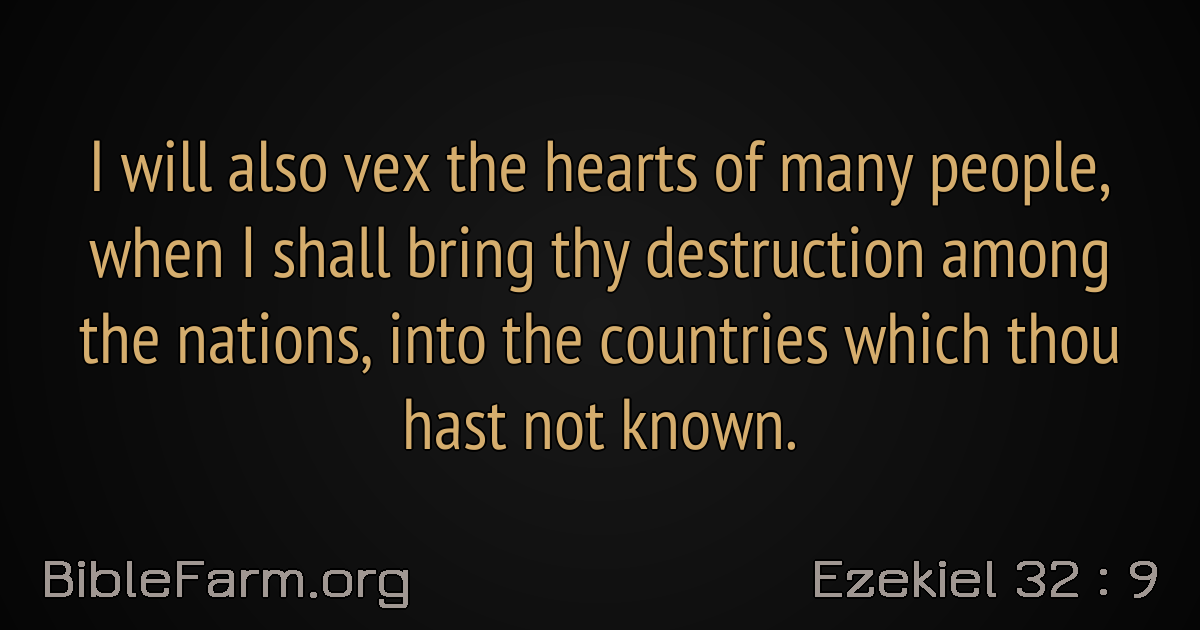 I will also vex the hearts of many people,
when I shall bring thy destruction among
the nations, into the countries which thou
hast not known.
BibleFarm.org
Ezekiel 32 : 9